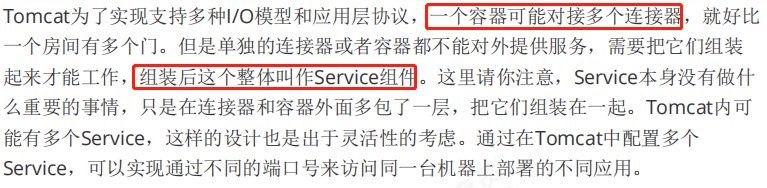 Tomcat为了实现支持多种I/O模型和应用层协议，一个容器可能对接多个连接器，就好比
一个房间有多个门。但是单独的连接器或者容器都不能对外提供服务，需要把它们组装
起来才能工作，组装后这个整体叫作Service组件。这里请你注意，Service本身没有做什
么重要的事情，只是在连接器和容器外面多包了一层，把它们组装在一起。Tomcat内可
能有多个Service，这样的设计也是出于灵活性的考虑。通过在Tomcat中配置多个
Service，可以实现通过不同的端口号来访问同一台机器上部署的不同应用。